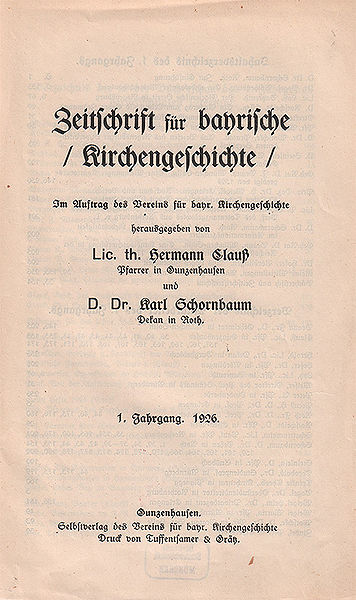 Zeitschrift für bayrische
/ Kirchengeschichte /
Im Auftrag des Vereins für bayr. Kirchengeschichte
herausgegeben von
Lic. th. Hermann Clauß
Pfarrer in Gunzenhausen
und
D. Dr. Karl Schornbaum
Dekan in Roth.
1. Jahrgang. 1926.
Gunzenhausen.
Selbstverlag des Vereins für bayr. Kirchengeschichte
Druck von Tuffentsamer & Grätz.